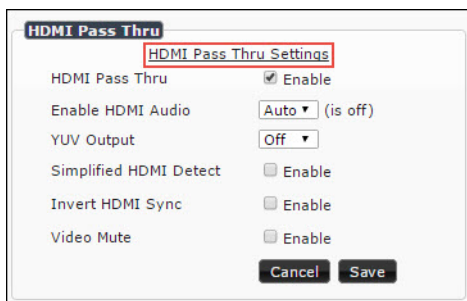 HDMI Pass Thru
HDMI Pass Thru Settings
HDMI Pass Thru Enable
Enable HDMI Audio Auto (is off)
YUV Output Off
Simplified HDMI Detect Enable
Invert HDMI Sync Enable
Video Mute Enable
Cancel Save